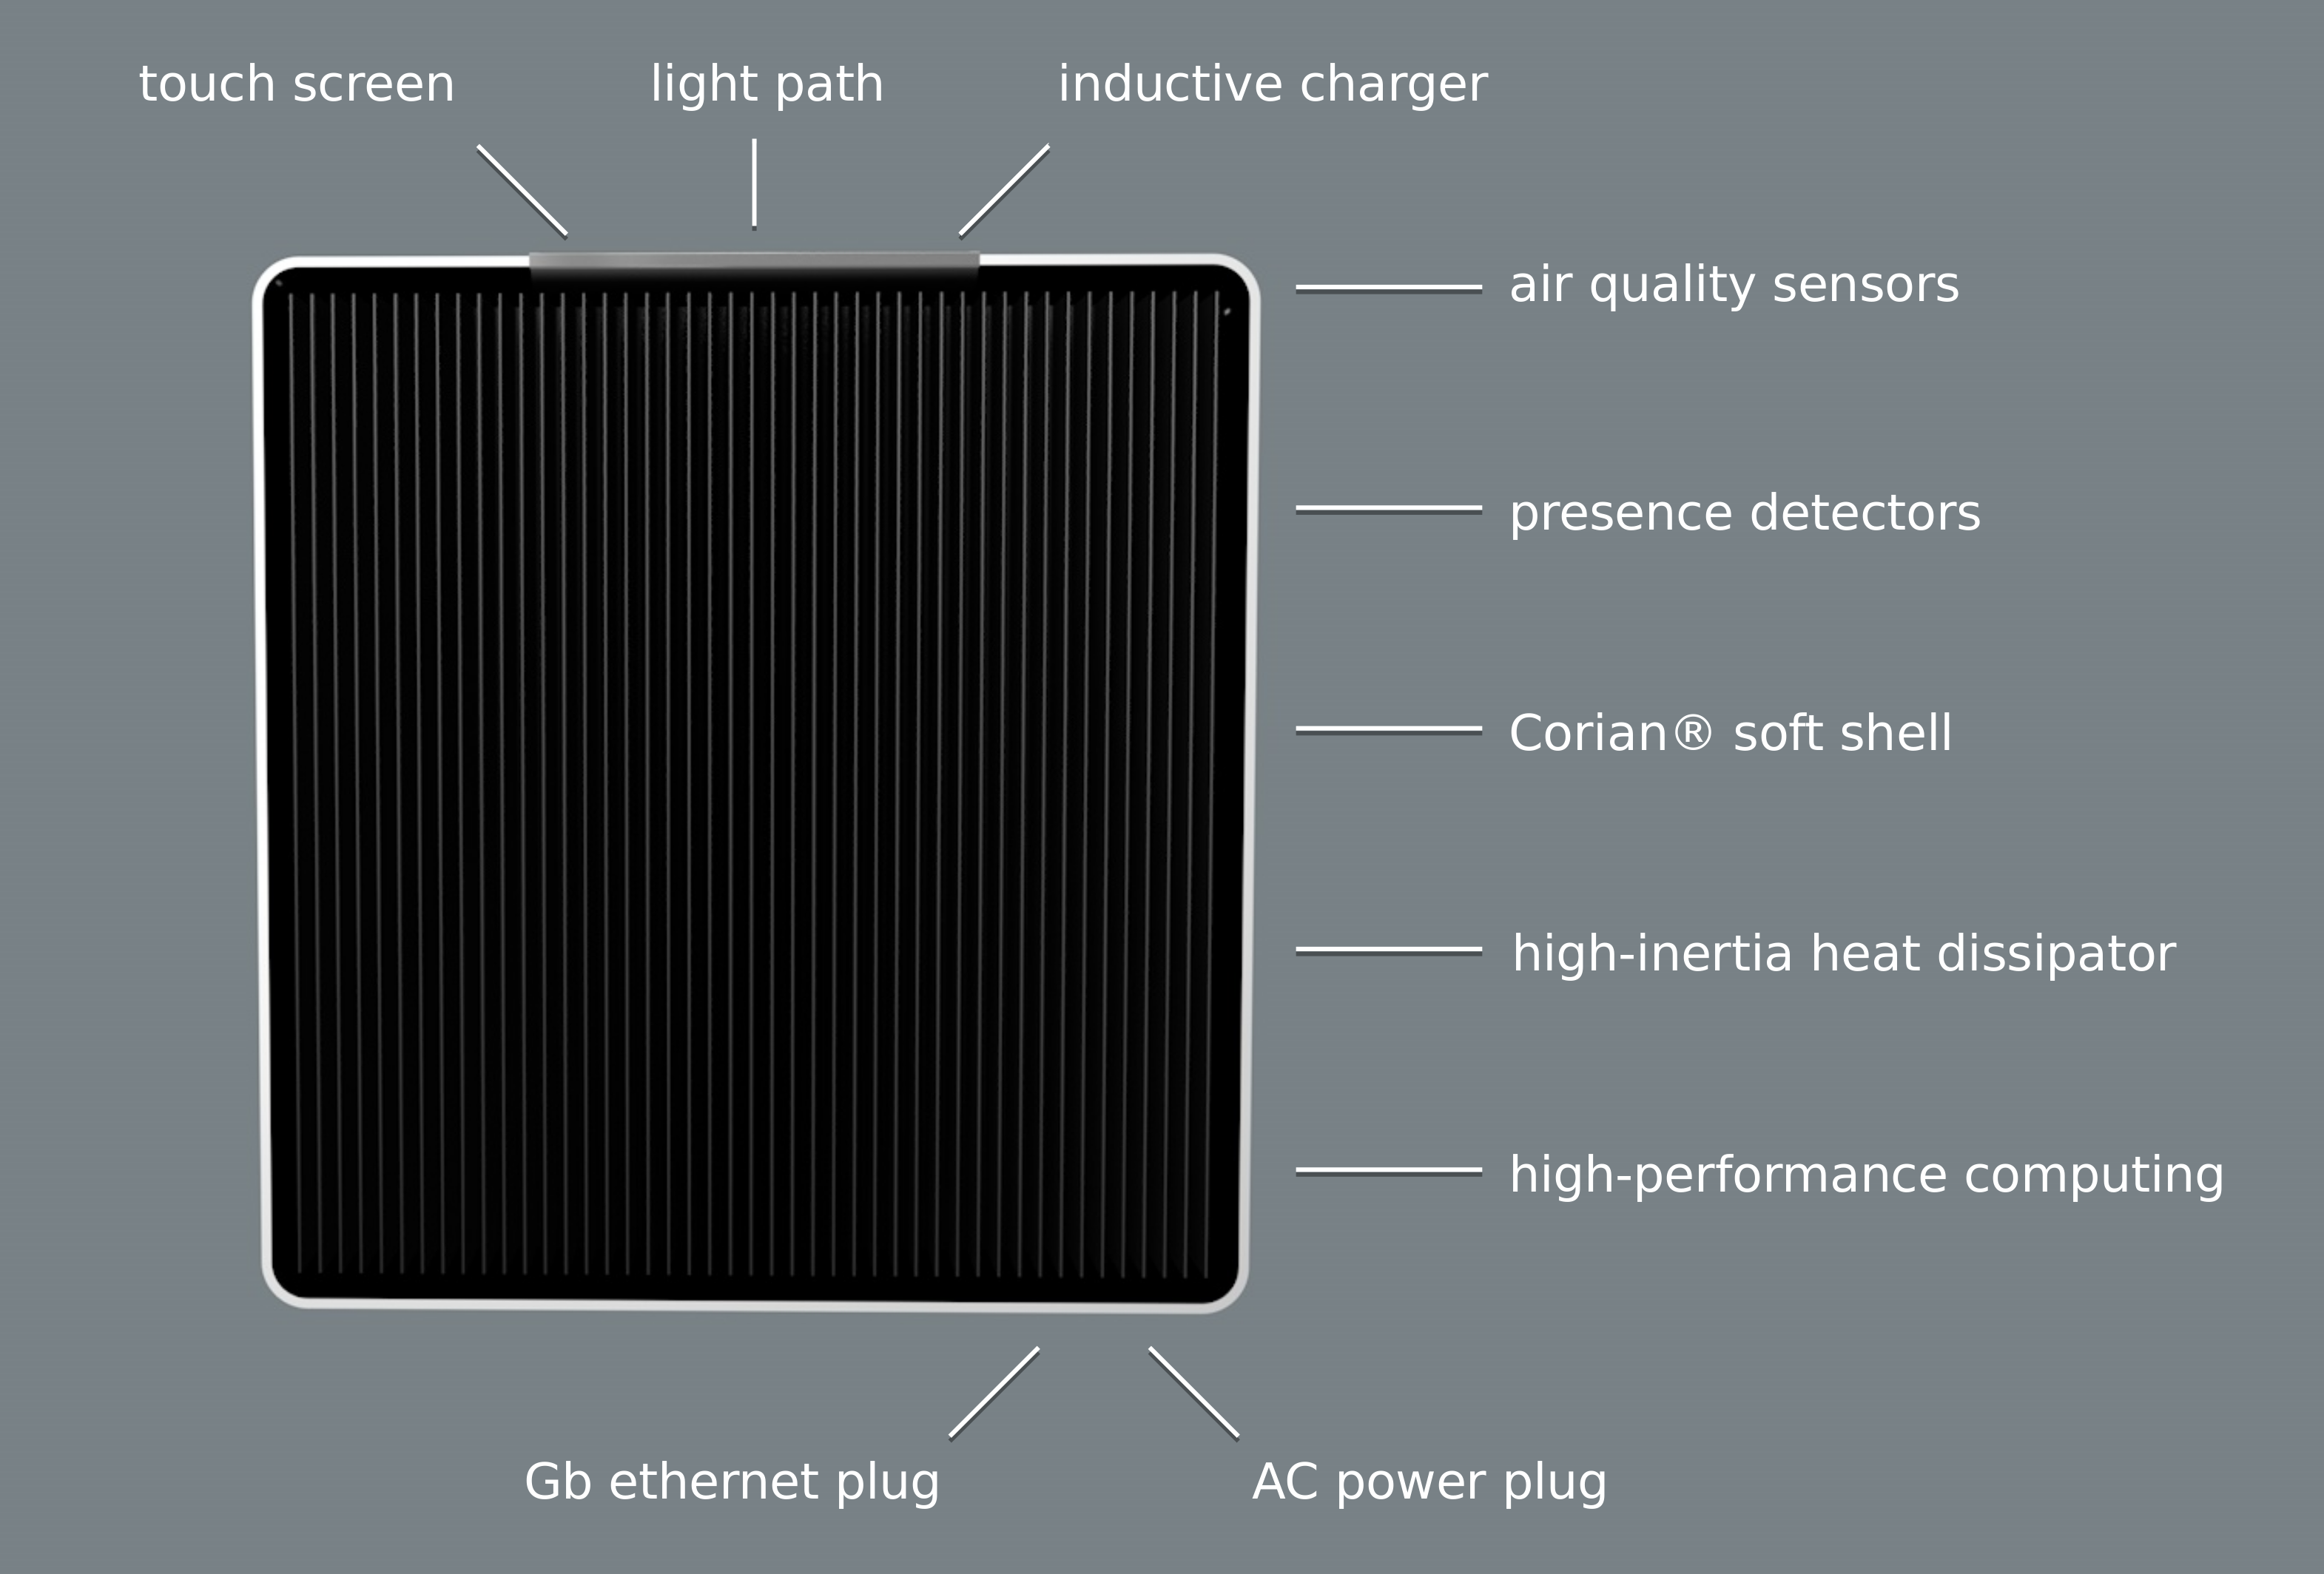 touch screen
light path
inductive charger
air quality sensors
presence detectors
Corian® soft shell
high-inertia heat dissipator
high-performance computing
Gb ethernet plug
AC power plug